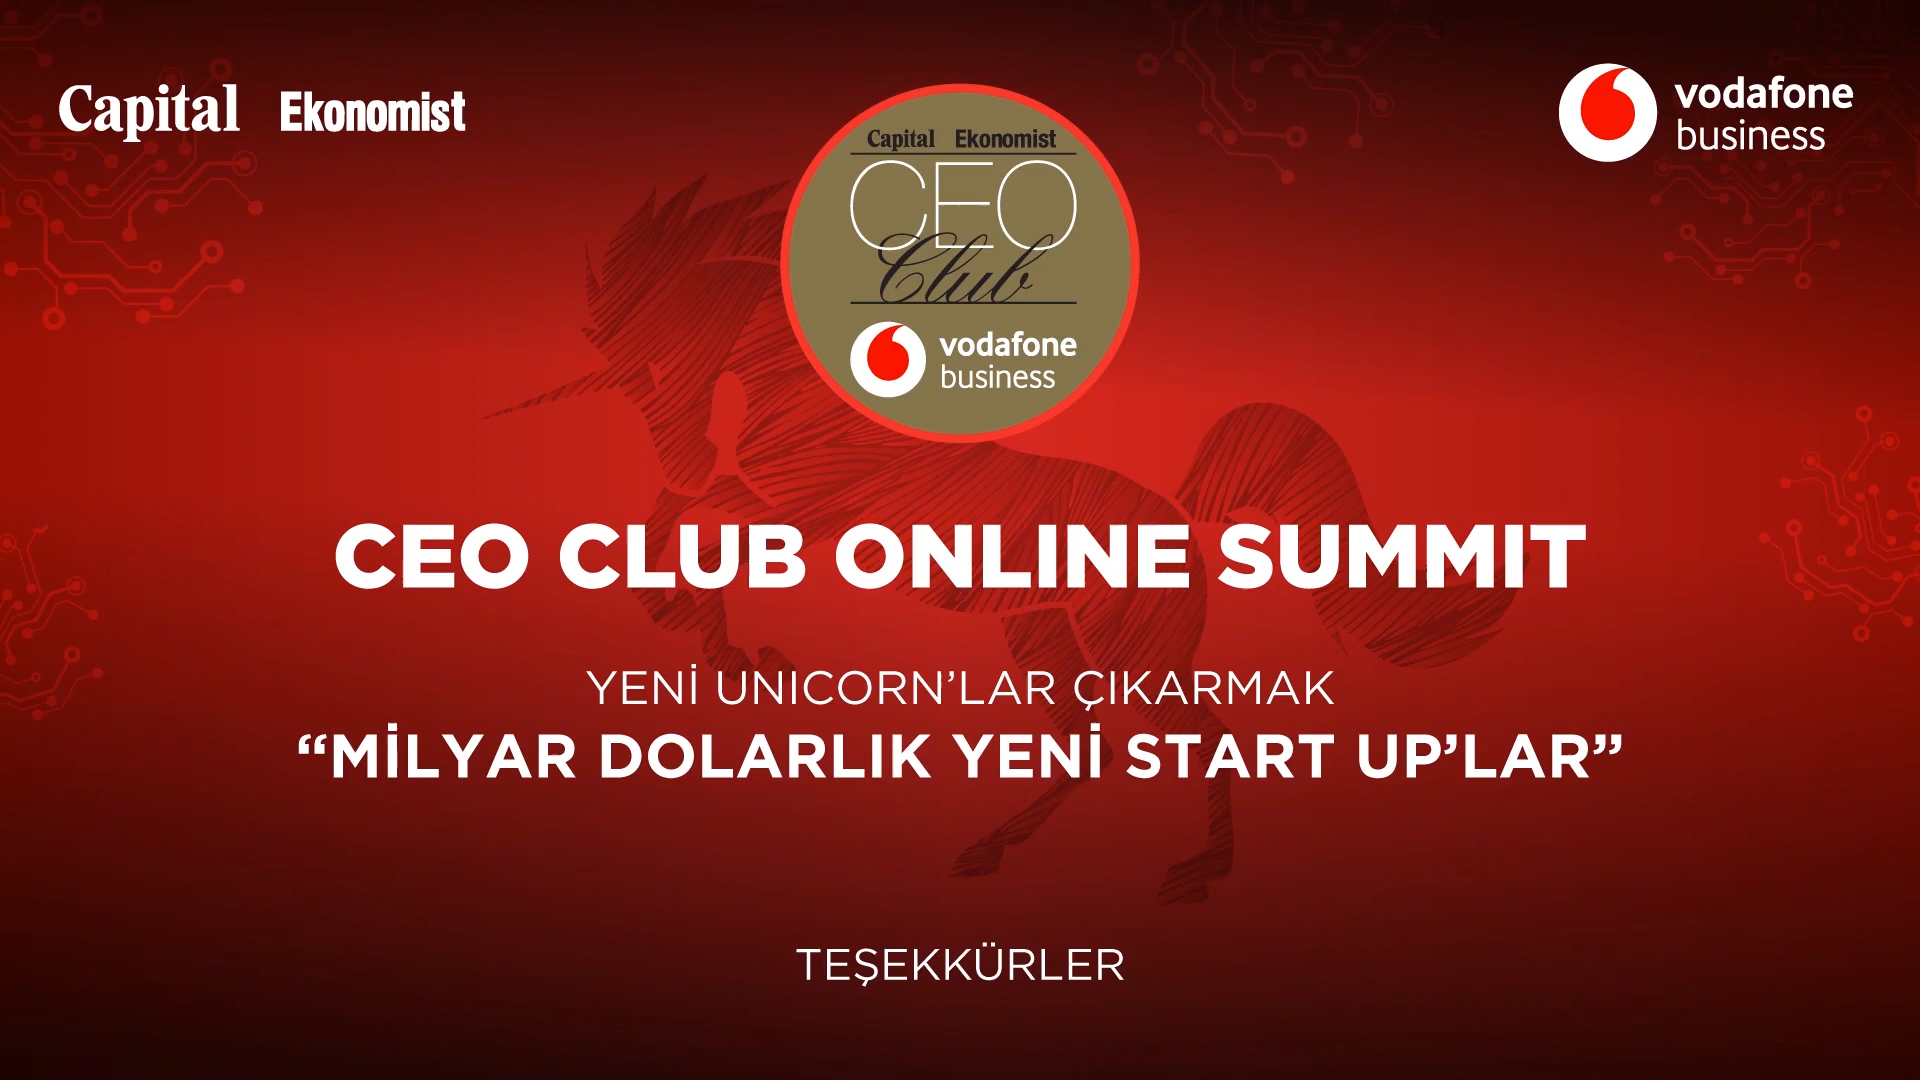 Capital Ekonomist
vodafone
business
Capital Ekonomist
CEO
Club
vodafone
business
CEO CLUB ONLINE SUMMIT
YENİ UNICORN’LAR ÇIKARMAK
“MİLYAR DOLARLIK YENİ START UP’LAR”
TEŞEKKÜRLER